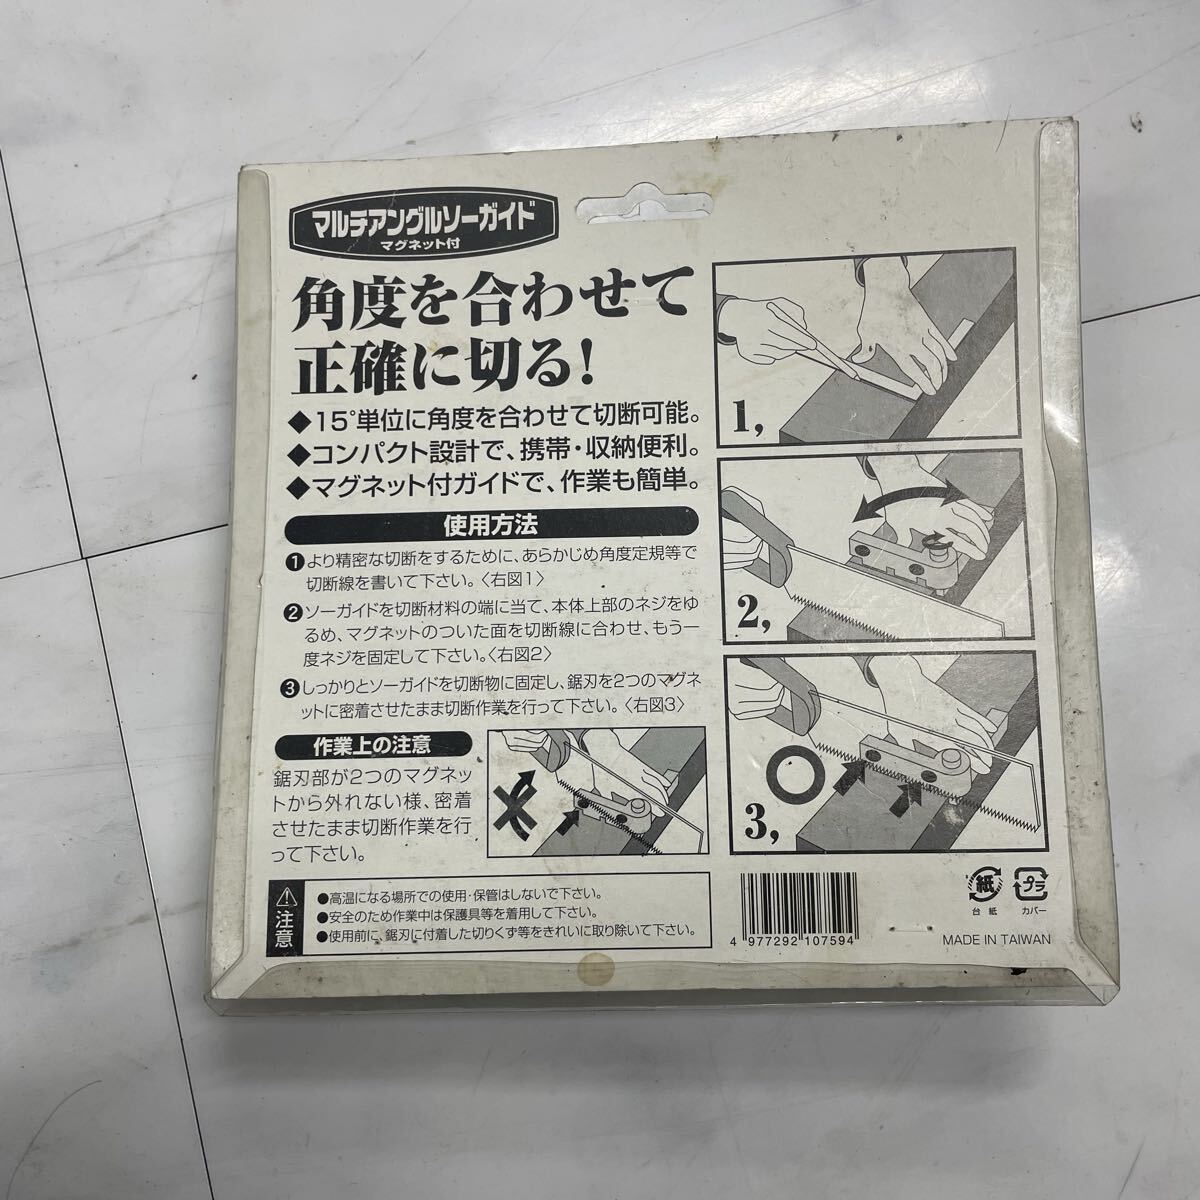 マルチアングルソーガイド
マグネット付
角度を合わせて
正確に切る!
◆15°単位に角度を合わせて切断可能。
◆コンパクト設計で、携帯・収納便利。
◆マグネット付ガイドで、作業も簡単。
使用方法
❶より精密な切断をするために、あらかじめ角度定規等で
切断線を書いて下さい。〈右図1〉
❷ソーガイドを切断材料の端に当て、本体上部のネジをゆ
るめ、マグネットのついた面を切断線に合わせ、もう一
度ネジを固定して下さい。〈右図2〉
❸しっかりとソーガイドを切断物に固定し、鋸刃を2つのマグネ
ットに密着させたまま切断作業を行って下さい。〈右図3〉
作業上の注意
鋸刃部が2つのマグネッ
トから外れない様、密着
させたまま切断作業を行
って下さい。
注意
●高温になる場所での使用・保管はしないで下さい。
●安全のため作業中は保護具等を着用して下さい。
●使用前に、鋸刃に付着した切りくず等をきれいに取り除いて下さい。
1,
2,
3,
4 977292 107594
紙
台紙
プラ
カバー
MADE IN TAIWAN